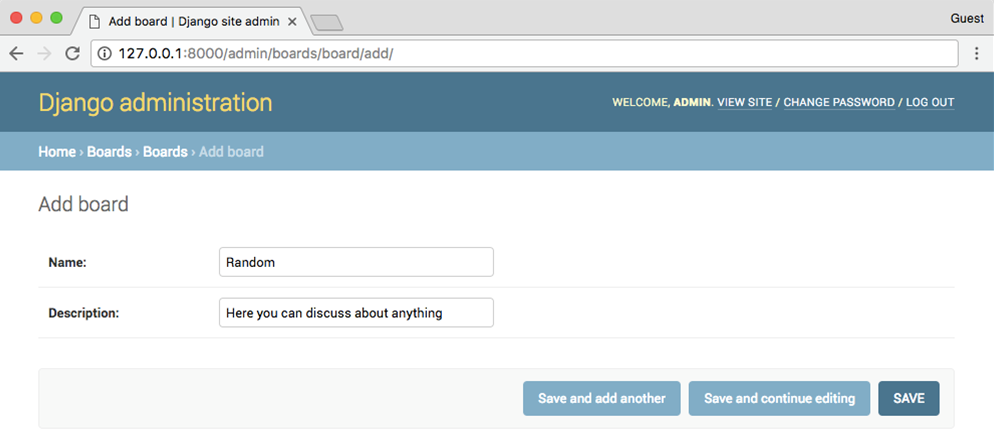 Add board | Django site admin
Guest
127.0.0.1:8000/admin/boards/board/add/
Django administration
WELCOME, ADMIN. VIEW SITE / CHANGE PASSWORD / LOG OUT
Home › Boards › Boards › Add board
Add board
Name: Random
Description: Here you can discuss about anything
Save and add another Save and continue editing SAVE